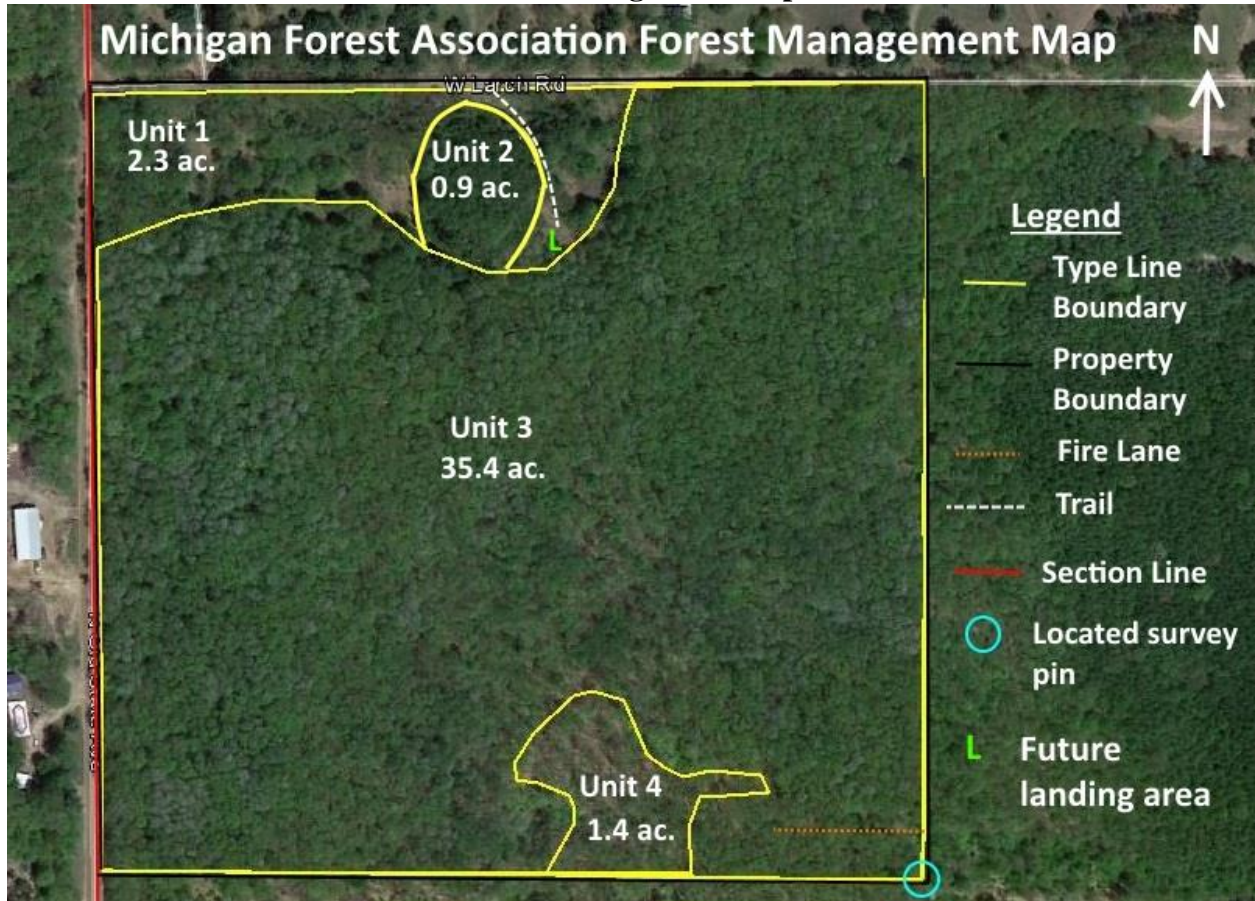 Michigan Forest Association Forest Management Map
N
W Larch Rd
Unit 1
2.3 ac.
Unit 2
0.9 ac.
L
Unit 3
35.4 ac.
Unit 4
1.4 ac.
Legend
Type Line
Boundary
Property
Boundary
Fire Lane
Trail
Section Line
Located survey
pin
L Future
landing area